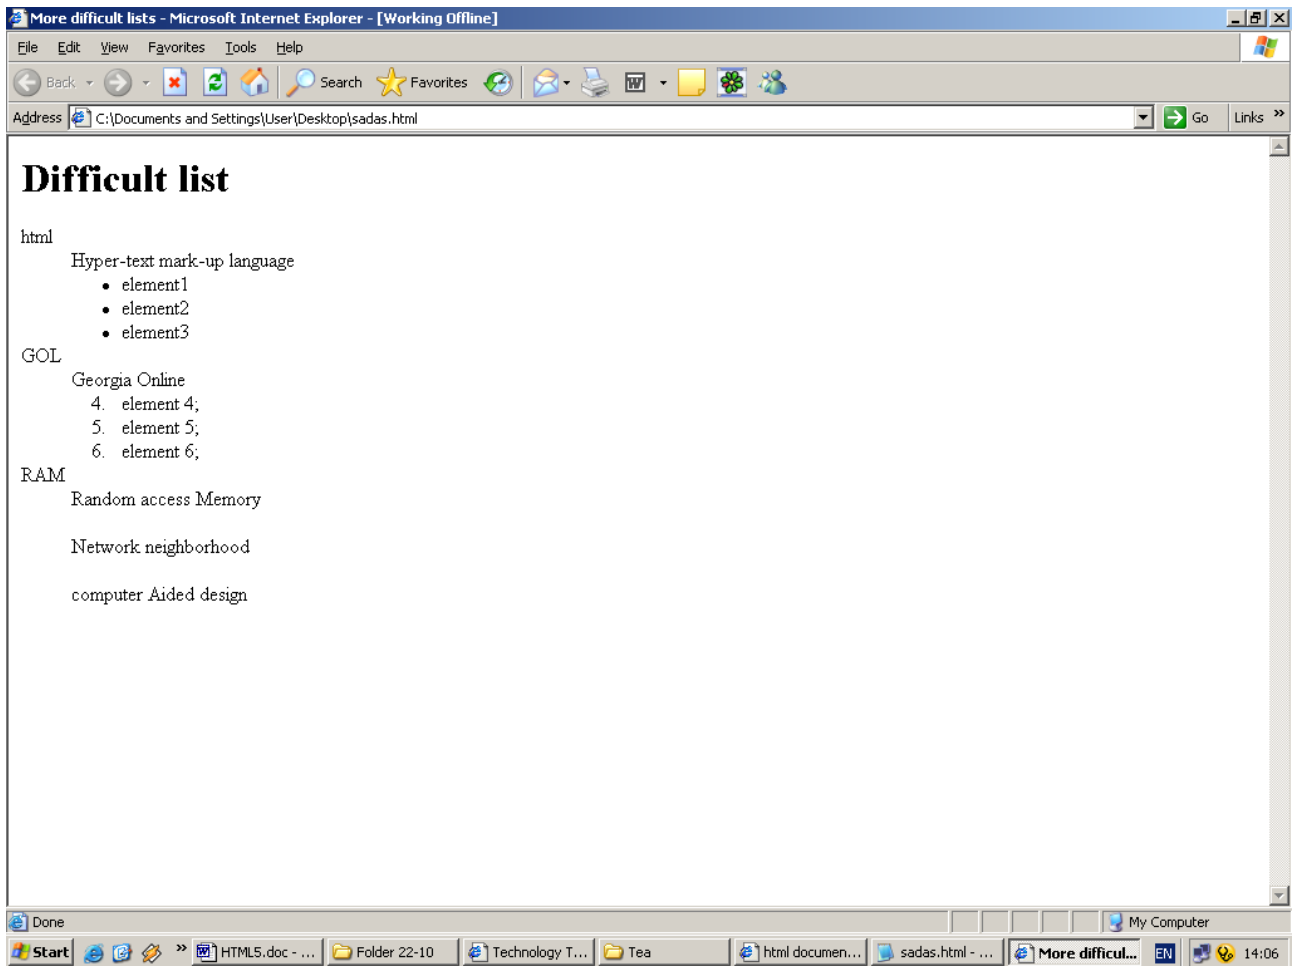 More difficult lists - Microsoft Internet Explorer - [Working Offline]
File Edit View Favorites Tools Help
Back Search Favorites
Address C:\Documents and Settings\User\Desktop\sadas.html Go Links »
Difficult list
html
Hyper-text mark-up language
• element1
• element2
• element3
GOL
Georgia Online
4. element 4;
5. element 5;
6. element 6;
RAM
Random access Memory
Network neighborhood
computer Aided design
Done My Computer
Start » HTML5.doc - ... Folder 22-10 Technology T... Tea html documen... sadas.html - ... More difficul... EN 14:06